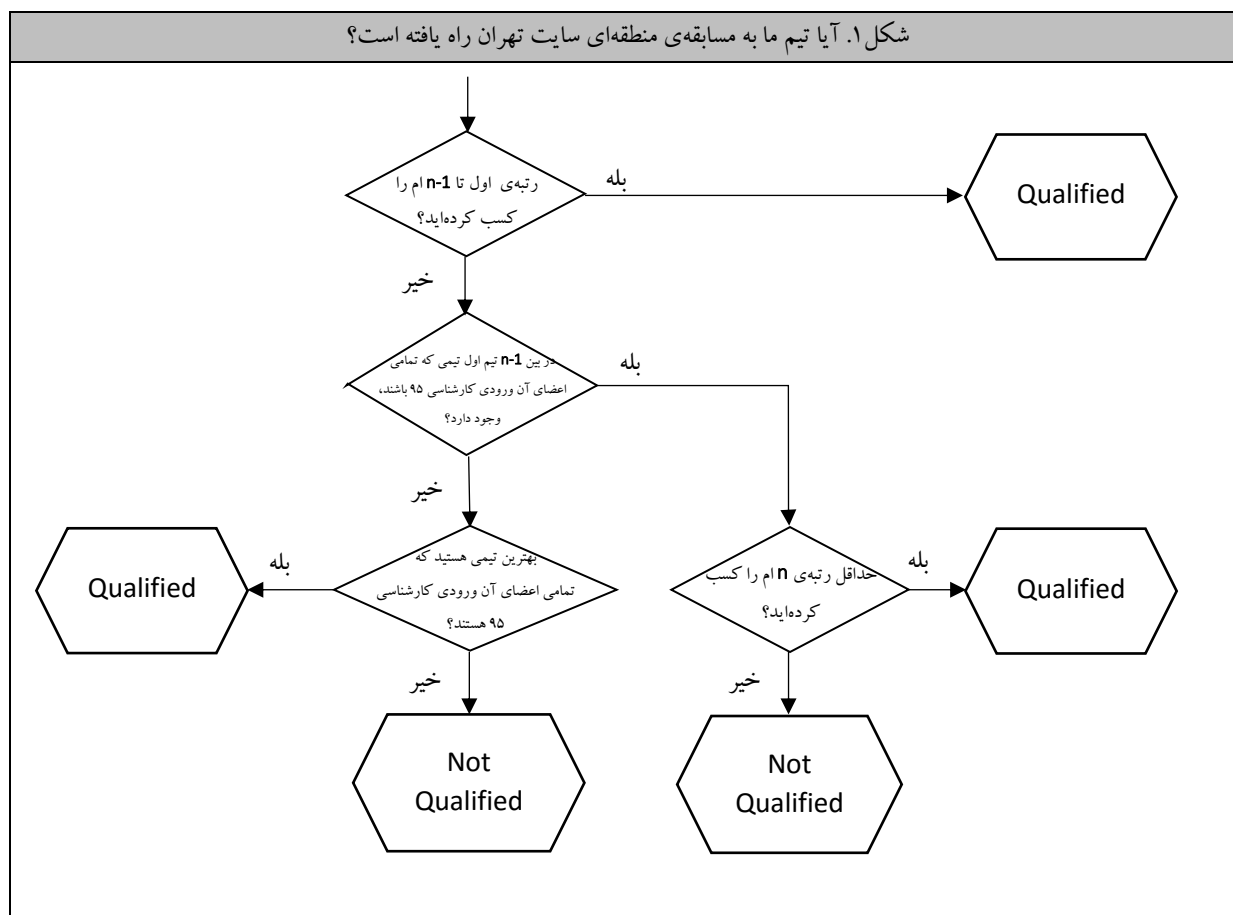 شکل۱. آیا تیم ما به مسابقه‌ی منطقه‌ای سایت تهران راه یافته است؟
رتبه‌ی اول تا n-1 ام را
کسب کرده‌اید؟
بله
Qualified
خیر
در بین n-1 تیم اول تیمی که تمامی
اعضای آن ورودی کارشناسی ۹۵ باشند،
وجود دارد؟
بله
خیر
بهترین تیمی هستید که
تمامی اعضای آن ورودی کارشناسی
۹۵ هستند؟
بله
Qualified
حداقل رتبه‌ی n ام را کسب
کرده‌اید؟
بله
Qualified
خیر
Not
Qualified
خیر
Not
Qualified